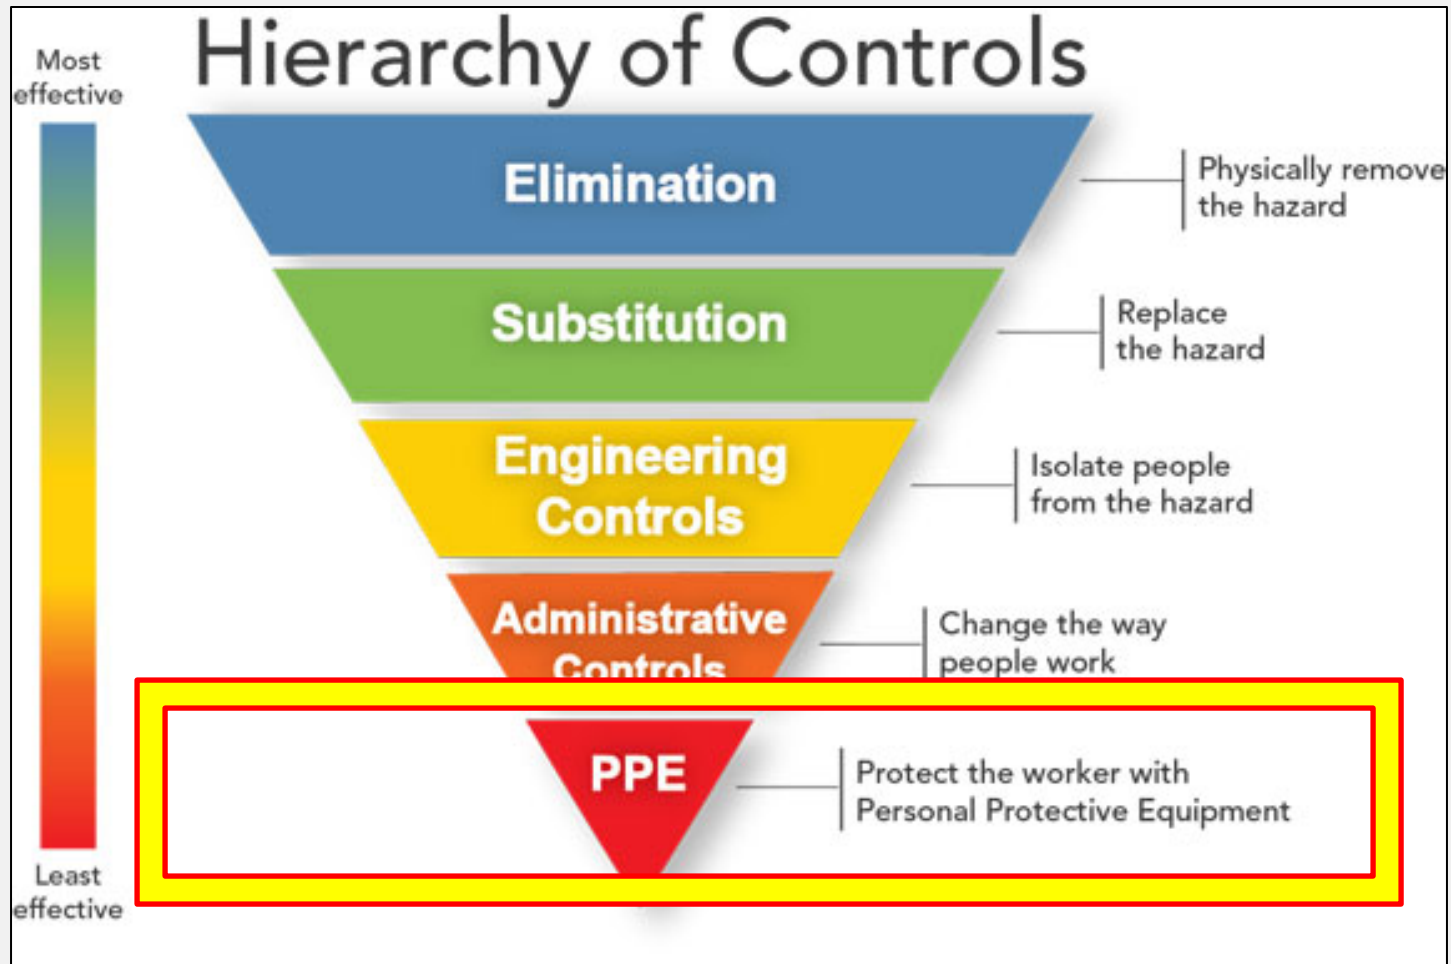 Hierarchy of Controls
Most
effective
Elimination
Physically remove
the hazard
Substitution
Replace
the hazard
Engineering
Controls
Isolate people
from the hazard
Administrative
Controls
Change the way
people work
PPE
Protect the worker with
Personal Protective Equipment
Least
effective